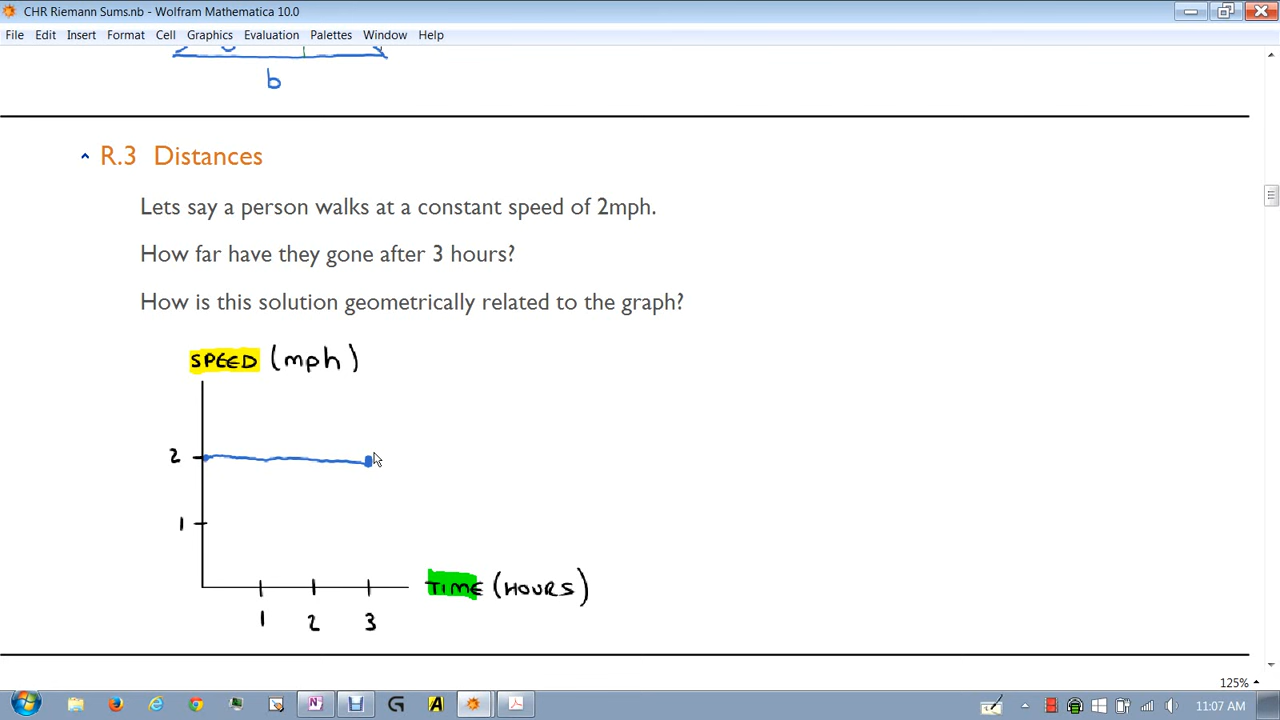 CHR Riemann Sums.nb - Wolfram Mathematica 10.0
File Edit Insert Format Cell Graphics Evaluation Palettes Window Help
b
R.3 Distances
Lets say a person walks at a constant speed of 2mph.
How far have they gone after 3 hours?
How is this solution geometrically related to the graph?
SPEED (mph)
2
1
TIME (HOURS)
1 2 3
125%
11:07 AM